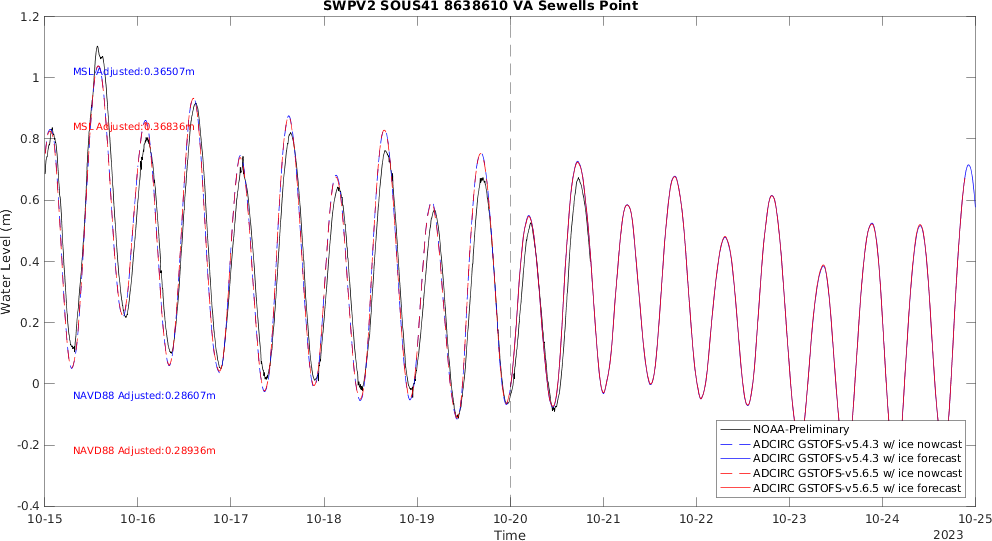 SWPV2 SOUS41 8638610 VA Sewells Point
1.2
1
0.8
0.6
0.4
0.2
0
-0.2
-0.4
Water Level (m)
MSL Adjusted:0.36507m
MSL Adjusted:0.36836m
NAVD88 Adjusted:0.28607m
NAVD88 Adjusted:0.28936m
NOAA-Preliminary
ADCIRC GSTOFS-v5.4.3 w/ ice nowcast
ADCIRC GSTOFS-v5.4.3 w/ ice forecast
ADCIRC GSTOFS-v5.6.5 w/ ice nowcast
ADCIRC GSTOFS-v5.6.5 w/ ice forecast
10-15 10-16 10-17 10-18 10-19 10-20 10-21 10-22 10-23 10-24 10-25
Time
2023